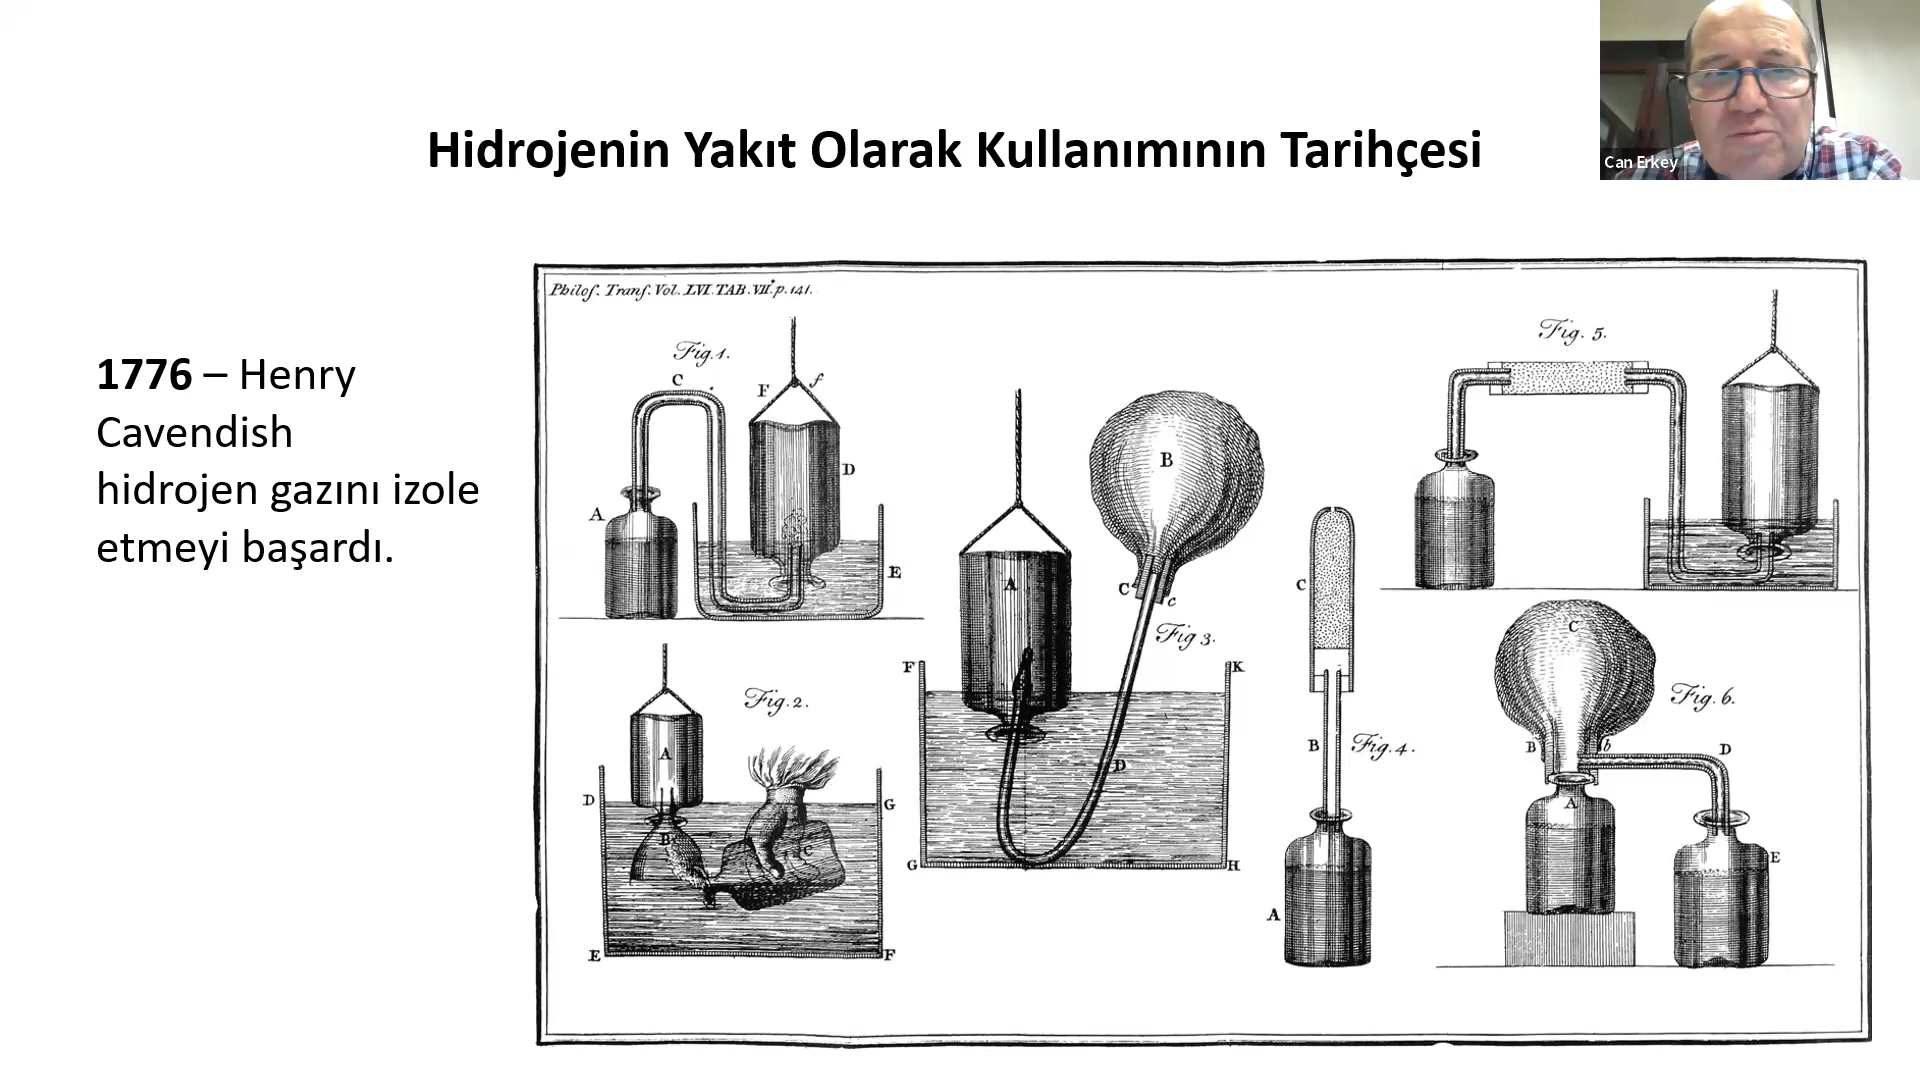 Can Erkey
Hidrojenin Yakıt Olarak Kullanımının Tarihçesi
1776 – Henry
Cavendish
hidrojen gazını izole
etmeyi başardı.
Philos. Trans. Vol. LVI. TAB. VII. p. 141.
Fig. 1.
C
F
f
D
A
E
Fig. 2.
A
D
G
B
C
E
F
B
A
C
c
Fig 3.
F
K
D
G
H
C
B
Fig. 4.
A
Fig. 5.
C
Fig. 6.
B
b
D
A
E